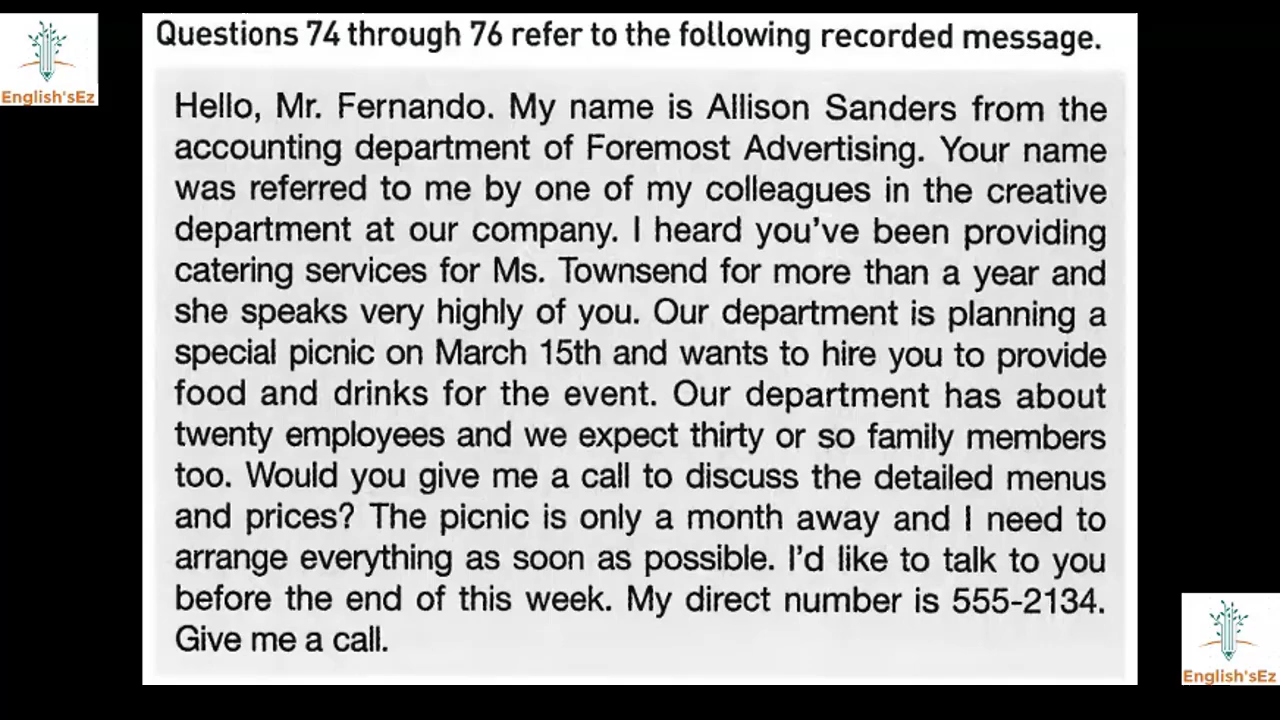 Questions 74 through 76 refer to the following recorded message.
English'sEz
Hello, Mr. Fernando. My name is Allison Sanders from the
accounting department of Foremost Advertising. Your name
was referred to me by one of my colleagues in the creative
department at our company. I heard you've been providing
catering services for Ms. Townsend for more than a year and
she speaks very highly of you. Our department is planning a
special picnic on March 15th and wants to hire you to provide
food and drinks for the event. Our department has about
twenty employees and we expect thirty or so family members
too. Would you give me a call to discuss the detailed menus
and prices? The picnic is only a month away and I need to
arrange everything as soon as possible. I'd like to talk to you
before the end of this week. My direct number is 555-2134.
Give me a call.
English'sEz